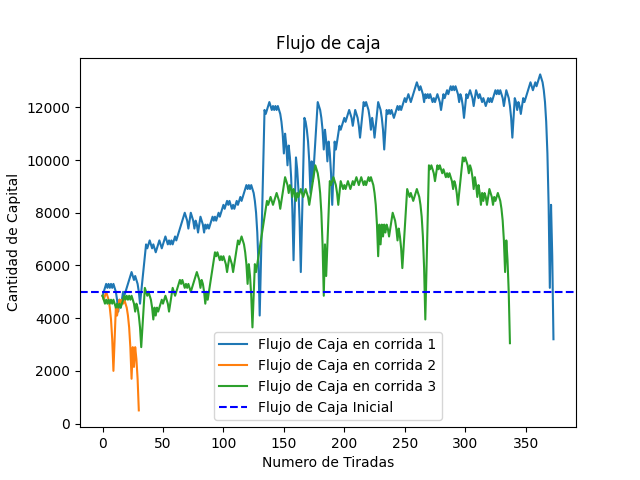 Flujo de caja
Cantidad de Capital
12000
10000
8000
6000
4000
2000
0
0 50 100 150 200 250 300 350
Numero de Tiradas
Flujo de Caja en corrida 1
Flujo de Caja en corrida 2
Flujo de Caja en corrida 3
Flujo de Caja Inicial